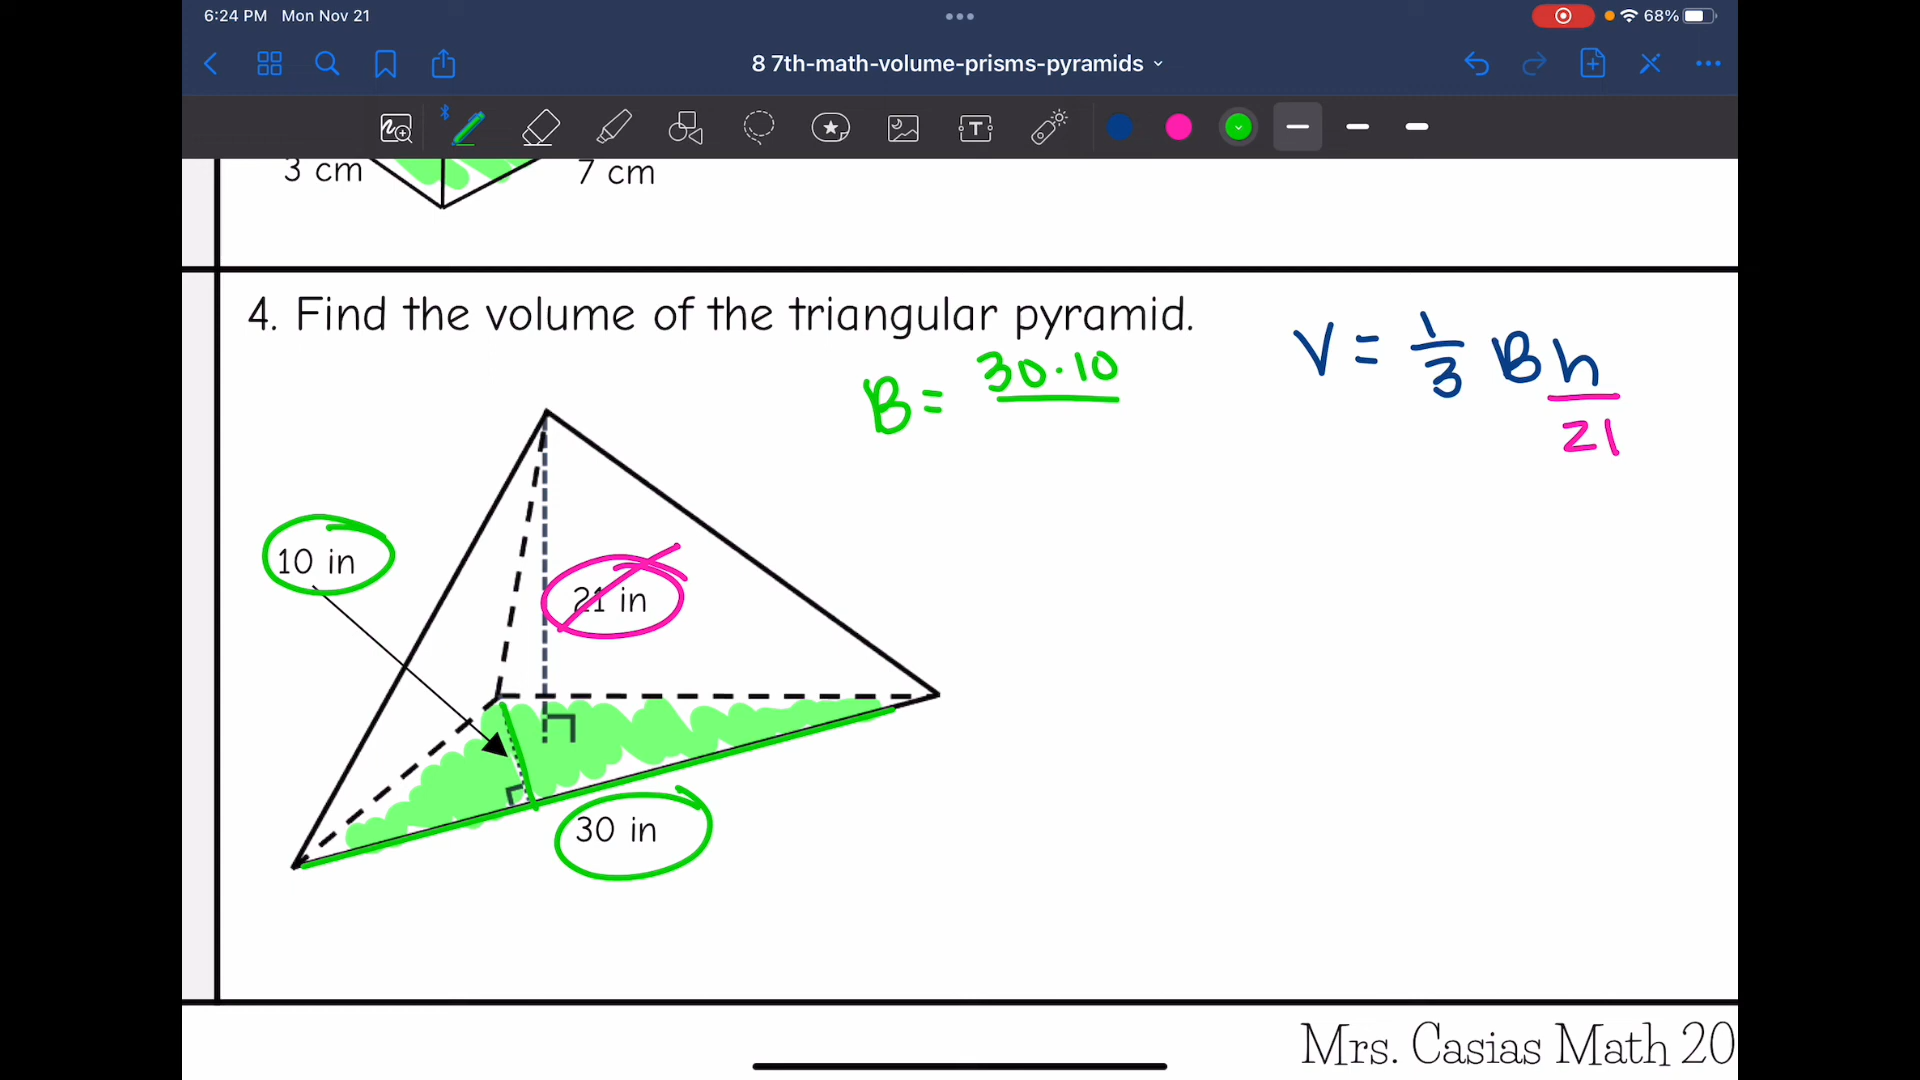 6:24 PM Mon Nov 21
68%
8 7th-math-volume-prisms-pyramids
T
3 cm
7 cm
4. Find the volume of the triangular pyramid.
V = 1/3 B h
21
B = 30·10
10 in
21 in
30 in
Mrs. Casias Math 20